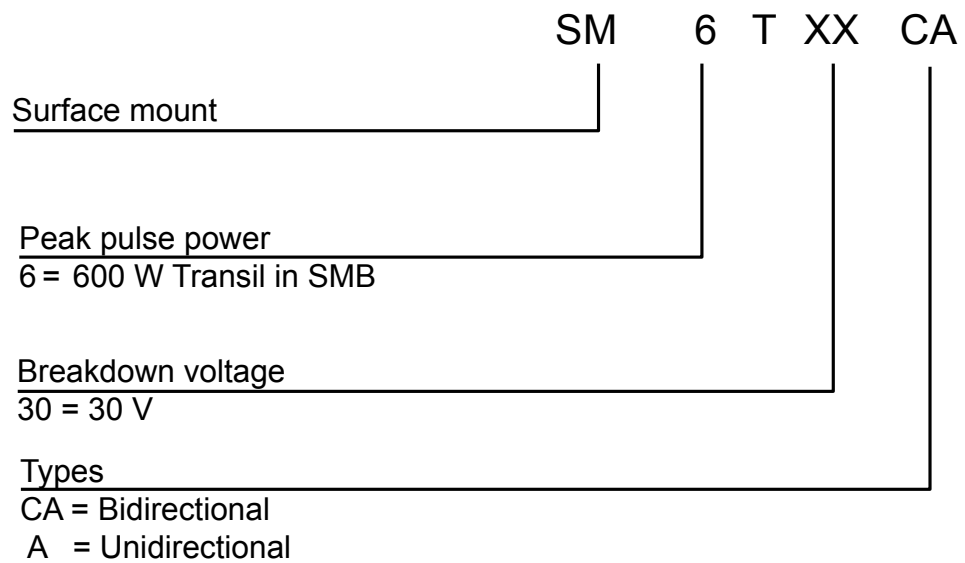 SM 6 T XX CA
Surface mount
Peak pulse power
6 = 600 W Transil in SMB
Breakdown voltage
30 = 30 V
Types
CA = Bidirectional
A = Unidirectional